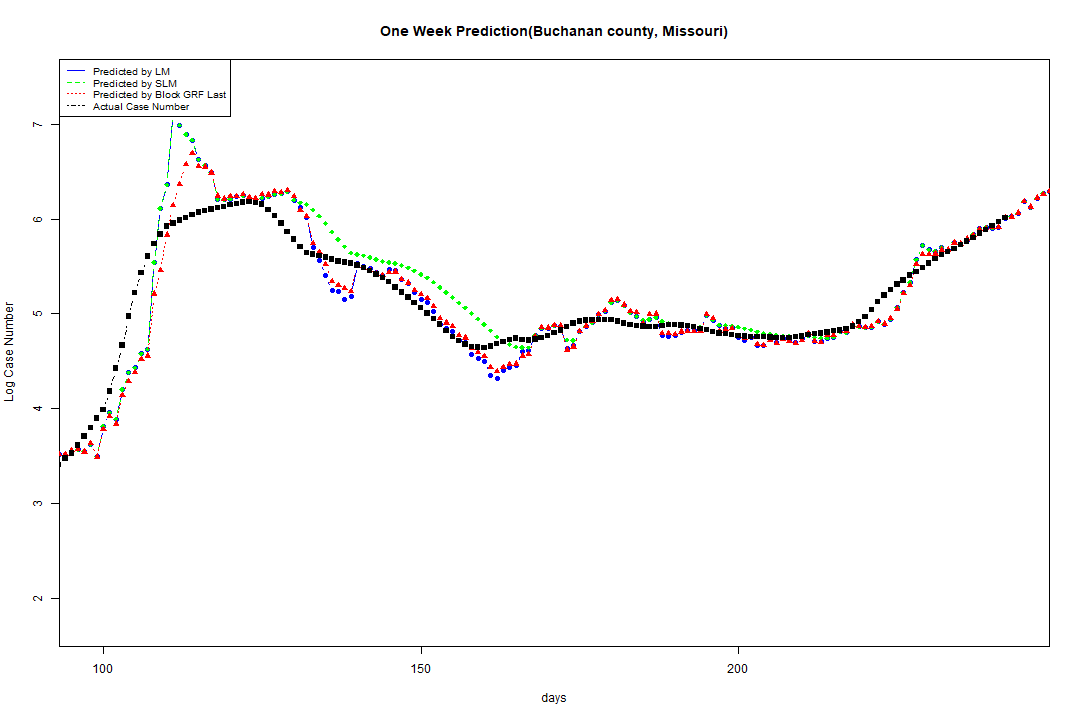 One Week Prediction(Buchanan county, Missouri)
Predicted by LM
Predicted by SLM
Predicted by Block GRF Last
Actual Case Number
Log Case Number
7
6
5
4
3
2
100 150 200
days